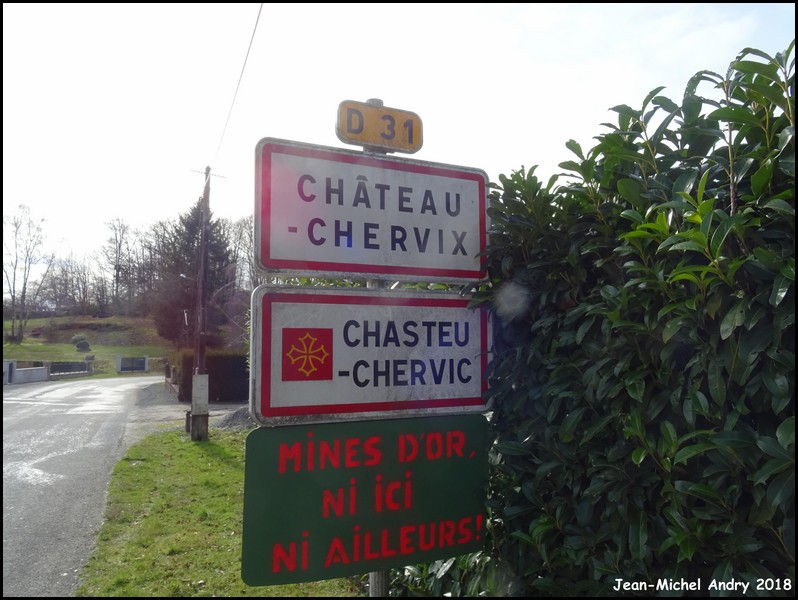 D 31
CHÂTEAU
-CHERVIX
CHASTEU
-CHERVIC
MiNES D'OR,
Ni iCi
Ni AiLLEURS!
Jean-Michel Andry 2018